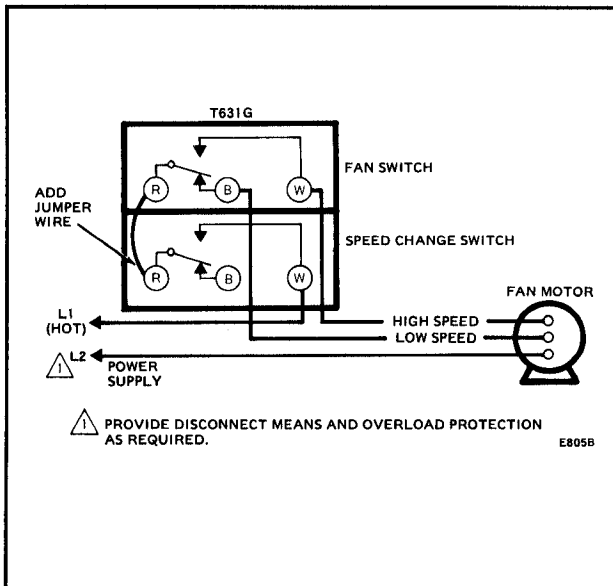 T631G
FAN SWITCH
R
B
W
ADD
JUMPER
WIRE
SPEED CHANGE SWITCH
R
B
W
FAN MOTOR
L1
(HOT)
HIGH SPEED
LOW SPEED
1
L2
POWER
SUPPLY
1 PROVIDE DISCONNECT MEANS AND OVERLOAD PROTECTION
AS REQUIRED.
E805B